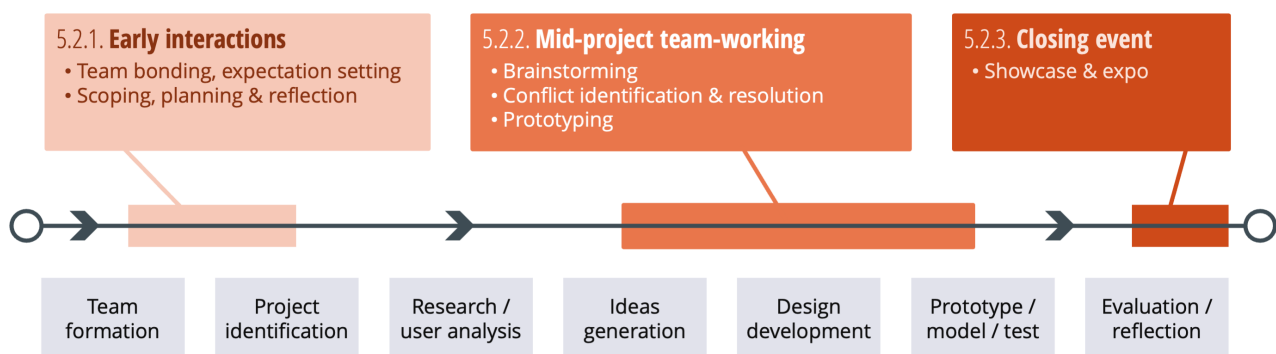 5.2.1. Early interactions
• Team bonding, expectation setting
• Scoping, planning & reflection
5.2.2. Mid-project team-working
• Brainstorming
• Conflict identification & resolution
• Prototyping
5.2.3. Closing event
• Showcase & expo
Team
formation
Project
identification
Research /
user analysis
Ideas
generation
Design
development
Prototype /
model / test
Evaluation /
reflection